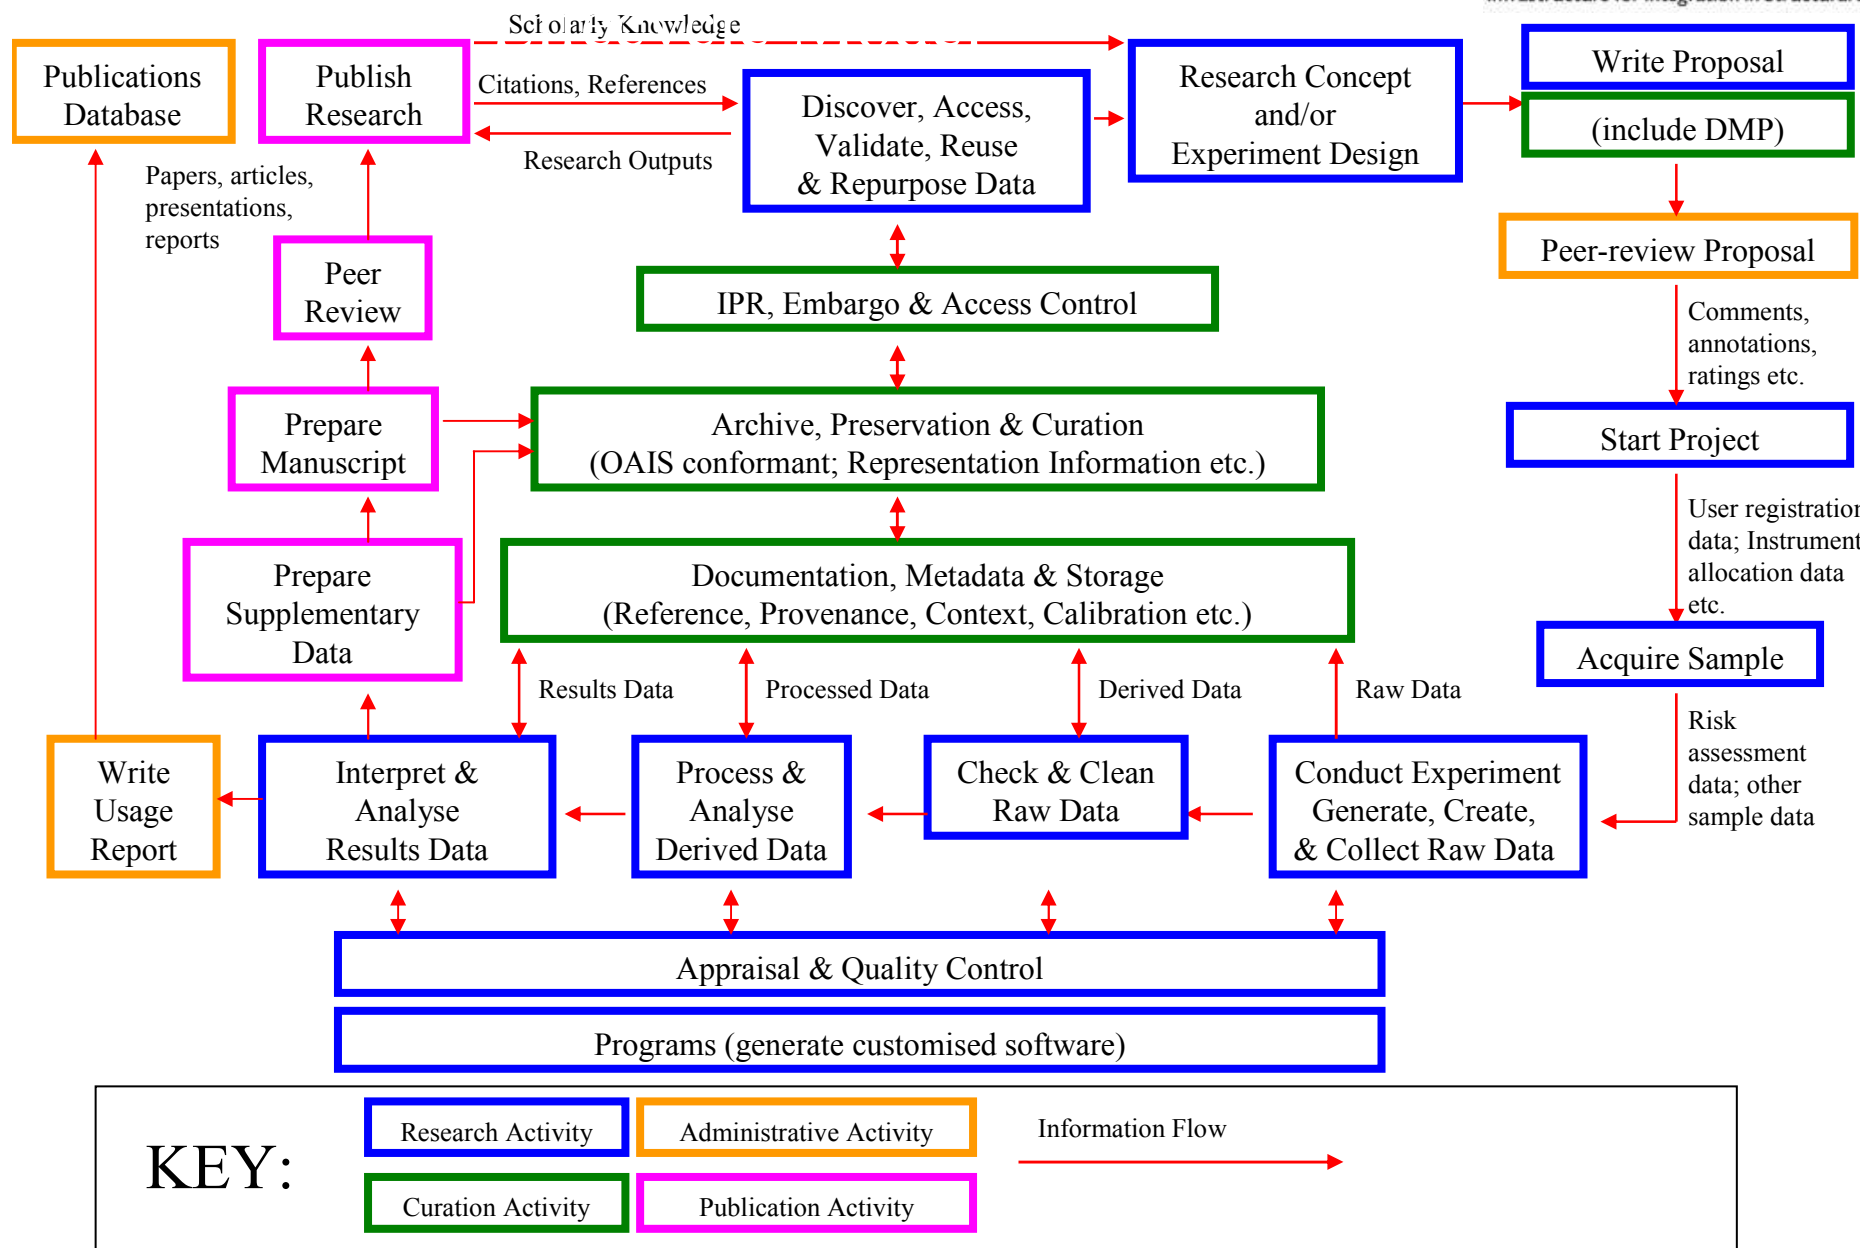 Scholarly Knowledge
Publications
Database
Publish
Research
Citations, References
Research Outputs
Discover, Access,
Validate, Reuse
& Repurpose Data
Research Concept
and/or
Experiment Design
Write Proposal
(include DMP)
Papers, articles,
presentations,
reports
Peer
Review
IPR, Embargo & Access Control
Peer-review Proposal
Comments,
annotations,
ratings etc.
Prepare
Manuscript
Archive, Preservation & Curation
(OAIS conformant; Representation Information etc.)
Start Project
User registration
data; Instrument
allocation data
etc.
Prepare
Supplementary
Data
Documentation, Metadata & Storage
(Reference, Provenance, Context, Calibration etc.)
Acquire Sample
Results Data
Processed Data
Derived Data
Raw Data
Risk
assessment
data; other
sample data
Write
Usage
Report
Interpret &
Analyse
Results Data
Process &
Analyse
Derived Data
Check & Clean
Raw Data
Conduct Experiment
Generate, Create,
& Collect Raw Data
Appraisal & Quality Control
Programs (generate customised software)
KEY:
Research Activity
Administrative Activity
Information Flow
Curation Activity
Publication Activity